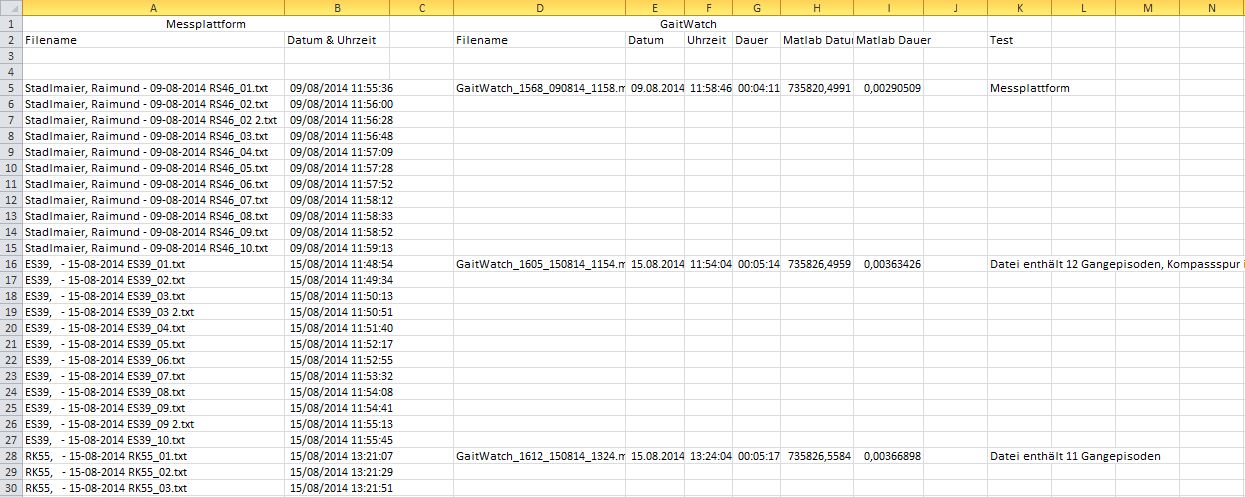 A B C D E F G H I J K L M N
1 Messplattform GaitWatch
2 Filename Datum & Uhrzeit Filename Datum Uhrzeit Dauer Matlab Datu Matlab Dauer Test
3
4
5 Stadlmaier, Raimund - 09-08-2014 RS46_01.txt 09/08/2014 11:55:36 GaitWatch_1568_090814_1158.m 09.08.2014 11:58:46 00:04:11 735820,4991 0,00290509 Messplattform
6 Stadlmaier, Raimund - 09-08-2014 RS46_02.txt 09/08/2014 11:56:00
7 Stadlmaier, Raimund - 09-08-2014 RS46_02 2.txt 09/08/2014 11:56:28
8 Stadlmaier, Raimund - 09-08-2014 RS46_03.txt 09/08/2014 11:56:48
9 Stadlmaier, Raimund - 09-08-2014 RS46_04.txt 09/08/2014 11:57:09
10 Stadlmaier, Raimund - 09-08-2014 RS46_05.txt 09/08/2014 11:57:28
11 Stadlmaier, Raimund - 09-08-2014 RS46_06.txt 09/08/2014 11:57:52
12 Stadlmaier, Raimund - 09-08-2014 RS46_07.txt 09/08/2014 11:58:12
13 Stadlmaier, Raimund - 09-08-2014 RS46_08.txt 09/08/2014 11:58:33
14 Stadlmaier, Raimund - 09-08-2014 RS46_09.txt 09/08/2014 11:58:52
15 Stadlmaier, Raimund - 09-08-2014 RS46_10.txt 09/08/2014 11:59:13
16 ES39, - 15-08-2014 ES39_01.txt 15/08/2014 11:48:54 GaitWatch_1605_150814_1154.m 15.08.2014 11:54:04 00:05:14 735826,4959 0,00363426 Datei enthält 12 Gangepisoden, Kompassspur i
17 ES39, - 15-08-2014 ES39_02.txt 15/08/2014 11:49:34
18 ES39, - 15-08-2014 ES39_03.txt 15/08/2014 11:50:13
19 ES39, - 15-08-2014 ES39_03 2.txt 15/08/2014 11:50:51
20 ES39, - 15-08-2014 ES39_04.txt 15/08/2014 11:51:40
21 ES39, - 15-08-2014 ES39_05.txt 15/08/2014 11:52:17
22 ES39, - 15-08-2014 ES39_06.txt 15/08/2014 11:52:55
23 ES39, - 15-08-2014 ES39_07.txt 15/08/2014 11:53:32
24 ES39, - 15-08-2014 ES39_08.txt 15/08/2014 11:54:08
25 ES39, - 15-08-2014 ES39_09.txt 15/08/2014 11:54:41
26 ES39, - 15-08-2014 ES39_09 2.txt 15/08/2014 11:55:13
27 ES39, - 15-08-2014 ES39_10.txt 15/08/2014 11:55:45
28 RK55, - 15-08-2014 RK55_01.txt 15/08/2014 13:21:07 GaitWatch_1612_150814_1324.m 15.08.2014 13:24:04 00:05:17 735826,5584 0,00366898 Datei enthält 11 Gangepisoden
29 RK55, - 15-08-2014 RK55_02.txt 15/08/2014 13:21:29
30 RK55, - 15-08-2014 RK55_03.txt 15/08/2014 13:21:51